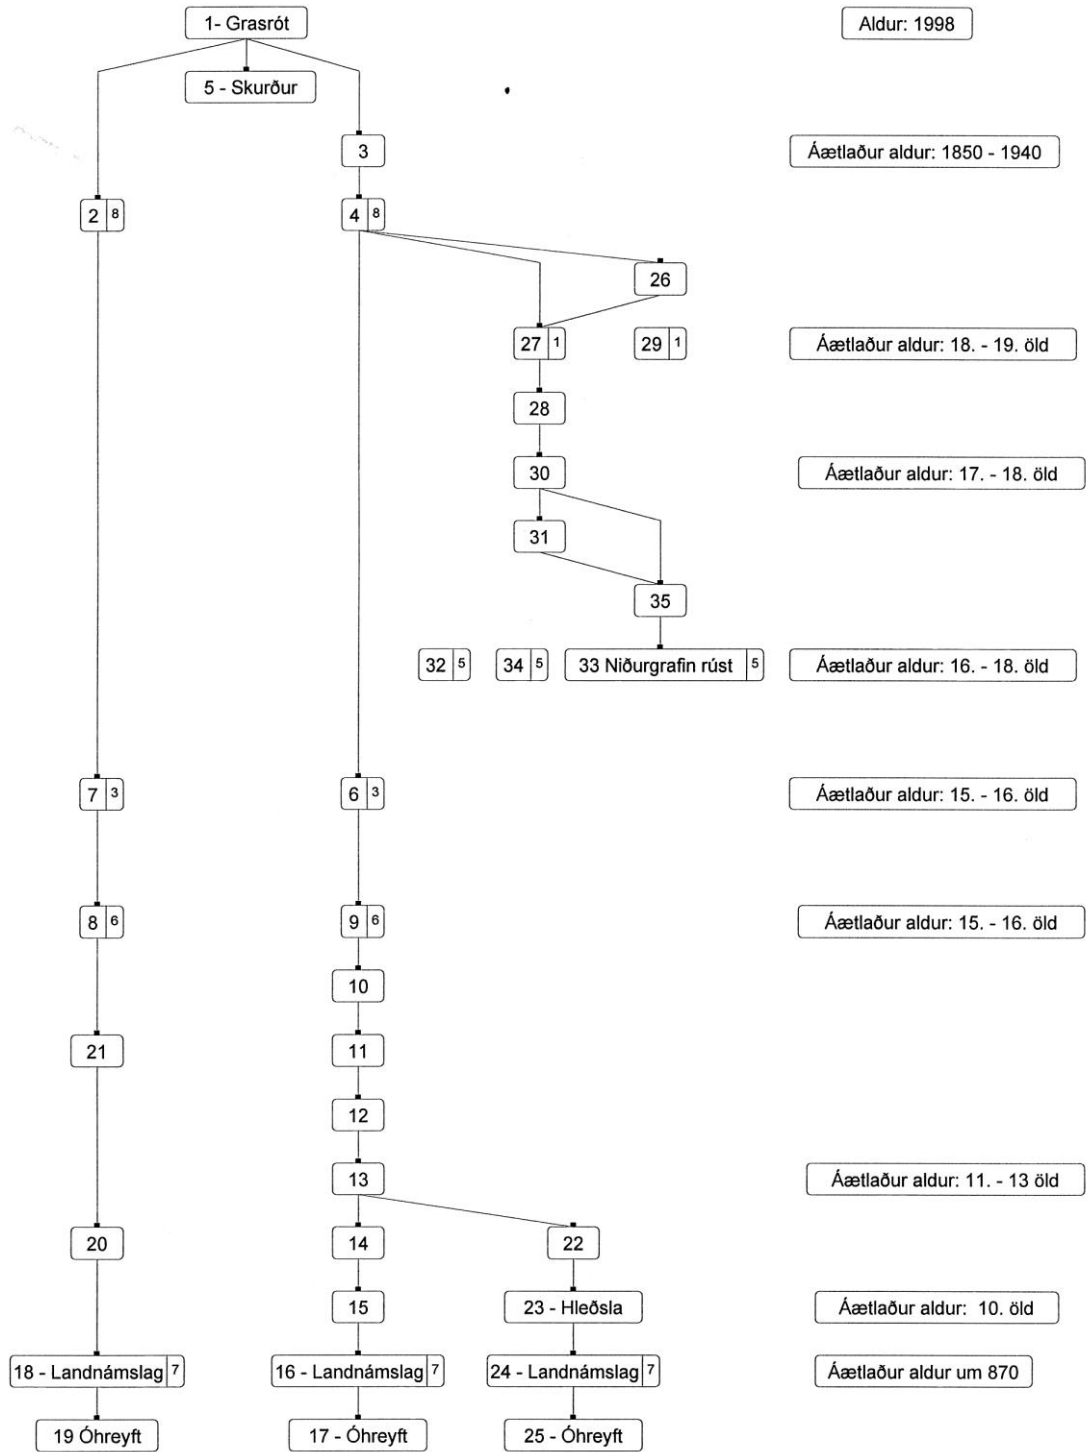 1- Grasrót
Aldur: 1998
5 - Skurður
3
Áætlaður aldur: 1850 - 1940
2 8
4 8
26
27 1
29 1
Áætlaður aldur: 18. - 19. öld
28
30
Áætlaður aldur: 17. - 18. öld
31
35
32 5
34 5
33 Niðurgrafin rúst 5
Áætlaður aldur: 16. - 18. öld
7 3
6 3
Áætlaður aldur: 15. - 16. öld
8 6
9 6
Áætlaður aldur: 15. - 16. öld
10
21
11
12
13
Áætlaður aldur: 11. - 13 öld
20
14
22
15
23 - Hleðsla
Áætlaður aldur: 10. öld
18 - Landnámslag 7
16 - Landnámslag 7
24 - Landnámslag 7
Áætlaður aldur um 870
19 Óhreyft
17 - Óhreyft
25 - Óhreyft